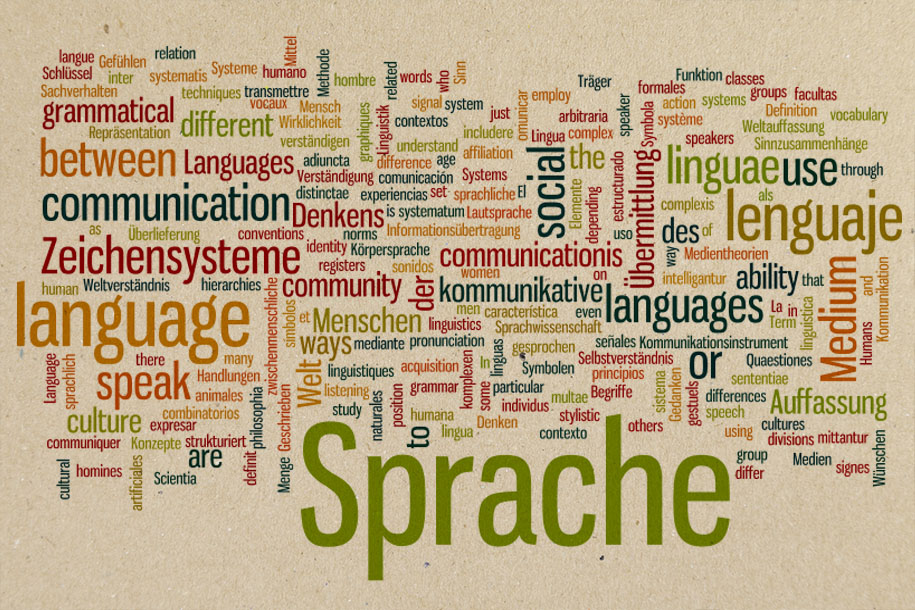 langue
Gefühlen
relation
Mittel
Methode
Schlüssel
inter
systematis
Systeme
humano
hombre
related
words
who
Sinn
Träger
Funktion
classes
Sachverhalten
techniques
transmettre
formales
groups
facultas
grammatical
vocaux
Mensch
graphiques
Linguistik
signal
system
just
employ
action
systems
Definition
vocabulary
Repräsentation
different
Wirklichkeit
contextos
includere
arbitraria
speaker
symbola
système
Weltauffassung
verständigen
understand
Lingua
complex
speakers
Sinnzusammenhänge
between
Languages
adiuncta
difference
age
affiliation
social
the
linguae
use
through
Verständigung
comunicación
Systems
Elemente
depending
estructurado
Übermittlung
distinctae
experiencias
set
sprachliche
El
complexis
als
lenguaje
communication
Denkens
is
systematum
Lautsprache
uso
des
of
as
Überlieferung
conventions
norms
Informationsübertragung
way
Medientheorien
Zeichensysteme
identity
Körpersprache
communicationis
registers
sonidos
women
on
intelligantur
ability
that
Medium
and
Kommunikation
human
Weltverständnis
hierarchies
community
der
kommunikative
languages
zwischenmenschliche
simbolos
men
característica
even
La
in
language
et
Menschen
linguistics
Sprachwissenschaft
Term
linguistica
Humans
ways
mediante
pronunciation
gesprochen
señales
Kommunikationsinstrument
or
Language
sprachlich
there
many
Welt
linguistiques
acquisition
komplexen
In
linguas
Symbolen
Selbstverständnis
Quaestiones
speak
Handlungen
listening
position
grammar
some
particular
principios
sistema
Gedanken
gestuels
sententiae
animales
philosophia
Geschrieben
study
naturales
individus
multae
Begriffe
differences
Auffassung
culture
combinatorios
humana
Denken
stylistic
speech
expresar
to
lingua
contexto
others
using
cultures
communiquer
Konzepte
strukturiert
divisions
mittantur
Wünschen
cultural
homines
artificiales
Scientia
are
definit
Menge
Sprache
group
differ
Medien
signes